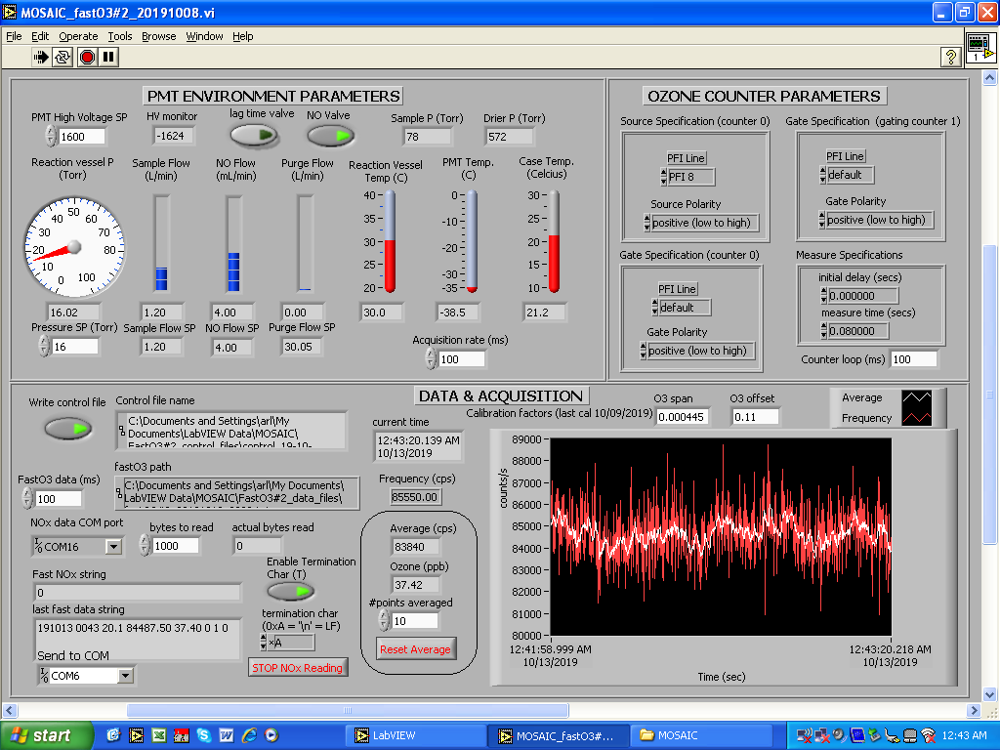 MOSAIC_fastO3#2_20191008.vi
File Edit Operate Tools Browse Window Help
1
PMT ENVIRONMENT PARAMETERS
PMT High Voltage SP
1600
HV monitor
-1624
lag time valve
NO Valve
Sample P (Torr)
78
Drier P (Torr)
572
Reaction vessel P
(Torr)
0 10 20 30 40 50 60 70 80 100
16.02
Pressure SP (Torr)
16
Sample Flow
(L/min)
1.20
Sample Flow SP
1.20
NO Flow
(mL/min)
4.00
NO Flow SP
4.00
Purge Flow
(L/min)
0.00
Purge Flow SP
30.05
Reaction Vessel
Temp (C)
40
35
30
25
20
30.0
PMT Temp.
(C)
0
-10
-20
-30
-35
-38.5
Case Temp.
(Celcius)
30
25
20
15
10
21.2
Acquisition rate (ms)
100
OZONE COUNTER PARAMETERS
Source Specification (counter 0)
PFI Line
PFI 8
Source Polarity
positive (low to high)
Gate Specification (gating counter 1)
PFI Line
default
Gate Polarity
positive (low to high)
Gate Specification (counter 0)
PFI Line
default
Gate Polarity
positive (low to high)
Measure Specifications
initial delay (secs)
0.000000
measure time (secs)
0.080000
Counter loop (ms) 100
DATA & ACQUISITION
Write control file
Control file name
C:\Documents and Settings\arl\My
Documents\LabVIEW Data\MOSAIC\
FastO3#2_control_files\control_19-10-
fastO3 path
C:\Documents and Settings\arl\My Documents\
LabVIEW Data\MOSAIC\FastO3#2_data_files\
FastO3 data (ms)
100
NOx data COM port
COM16
bytes to read
1000
actual bytes read
0
Fast NOx string
0
last fast data string
191013 0043 20.1 84487.50 37.40 0 1 0
Send to COM
COM6
Enable Termination
Char (T)
termination char
(0xA = '\n' = LF)
×A
STOP NOx Reading
current time
12:43:20.139 AM
10/13/2019
Frequency (cps)
85550.00
Average (cps)
83840
Ozone (ppb)
37.42
#points averaged
10
Reset Average
Calibration factors (last cal 10/09/2019)
O3 span
0.000445
O3 offset
0.11
Average
Frequency
counts/s
89000
88000
87000
86000
85000
84000
83000
82000
81000
80000
12:41:58.999 AM
10/13/2019
12:43:20.218 AM
10/13/2019
Time (sec)
start
LabVIEW
MOSAIC_fastO3#...
MOSAIC
12:43 AM